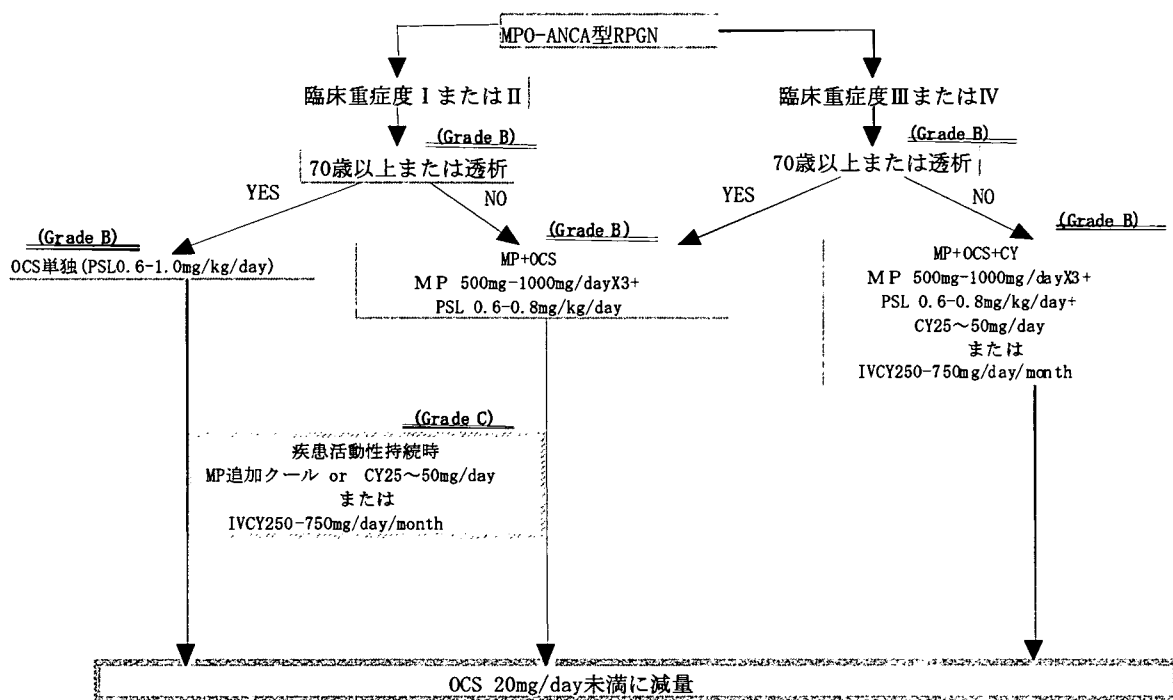 MPO-ANCA型RPGN
臨床重症度ⅠまたはⅡ
臨床重症度ⅢまたはⅣ
(Grade B)
(Grade B)
70歳以上または透析
70歳以上または透析
YES
NO
YES
NO
(Grade B)
(Grade B)
(Grade B)
OCS単独(PSL0.6-1.0mg/kg/day)
MP+OCS
MP 500mg-1000mg/dayX3+
PSL 0.6-0.8mg/kg/day
MP+OCS+CY
MP 500mg-1000mg/dayX3+
PSL 0.6-0.8mg/kg/day+
CY25～50mg/day
または
IVCY250-750mg/day/month
(Grade C)
疾患活動性持続時
MP追加クール or CY25～50mg/day
または
IVCY250-750mg/day/month
OCS 20mg/day未満に減量